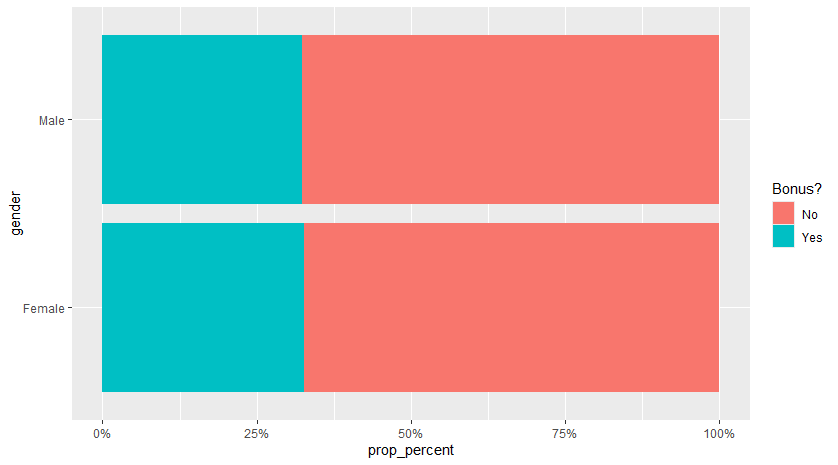 gender
Male
Female
0%
25%
50%
75%
100%
prop_percent
Bonus?
No
Yes